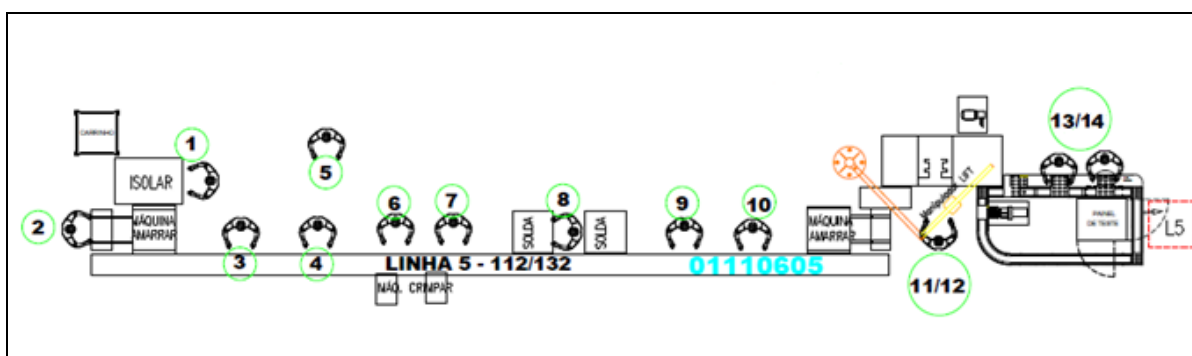 CARRINHO
1
ISOLAR
2
MÁQUINA
AMARRAR
3
4
5
6
7
8
SOLDA
SOLDA
9
10
MÁQUINA
AMARRAR
LINHA 5 - 112/132
01110605
MÁQ. CRIMPAR
Manipulador LIFT
11/12
13/14
PAINEL
DE TESTE
L5